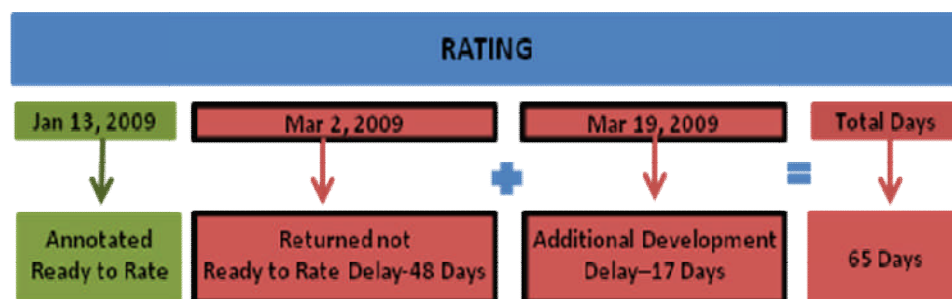 RATING
Jan 13, 2009
Mar 2, 2009
Mar 19, 2009
Total Days
Annotated
Ready to Rate
Returned not
Ready to Rate Delay-48 Days
Additional Development
Delay–17 Days
65 Days